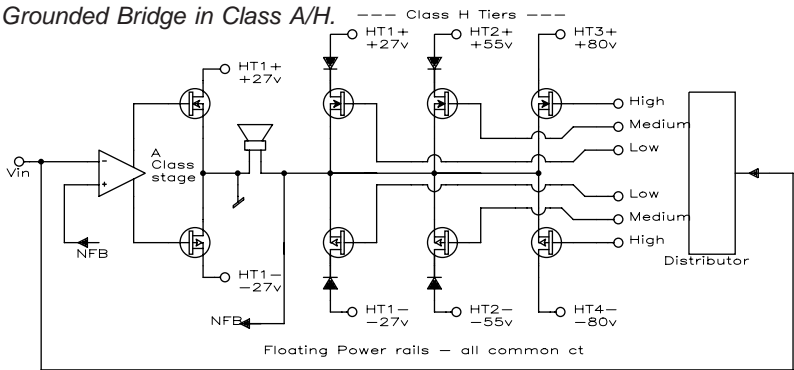 Grounded Bridge in Class A/H.
--- Class H Tiers ---
HT1+
+27v
HT1+
+27v
HT2+
+55v
HT3+
+80v
High
Medium
Low
A
Class
stage
-
+
Vin
NFB
Low
Medium
High
Distributor
HT1-
-27v
NFB
HT1-
-27v
HT2-
-55v
HT4-
-80v
Floating Power rails - all common ct